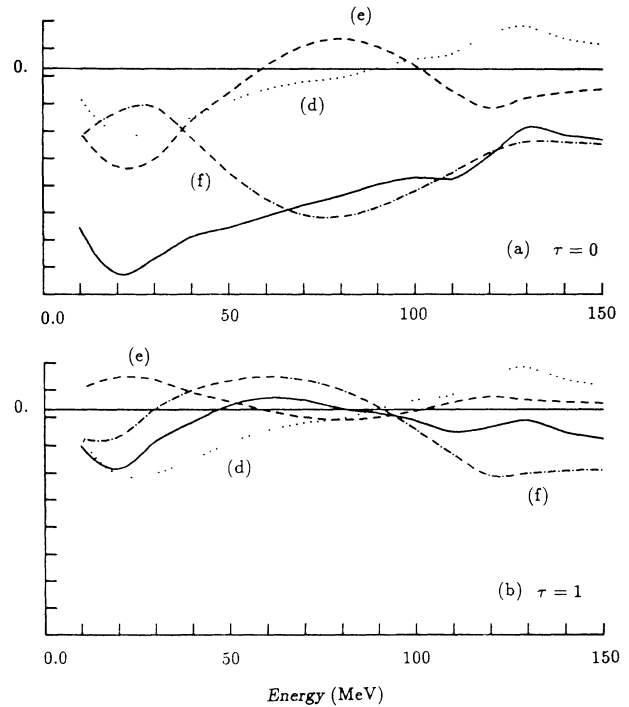 (e)
0.
(d)
(f)
(a) τ = 0
0.0 50 100 150
(e)
0.
(d)
(f)
(b) τ = 1
0.0 50 100 150
Energy (MeV)